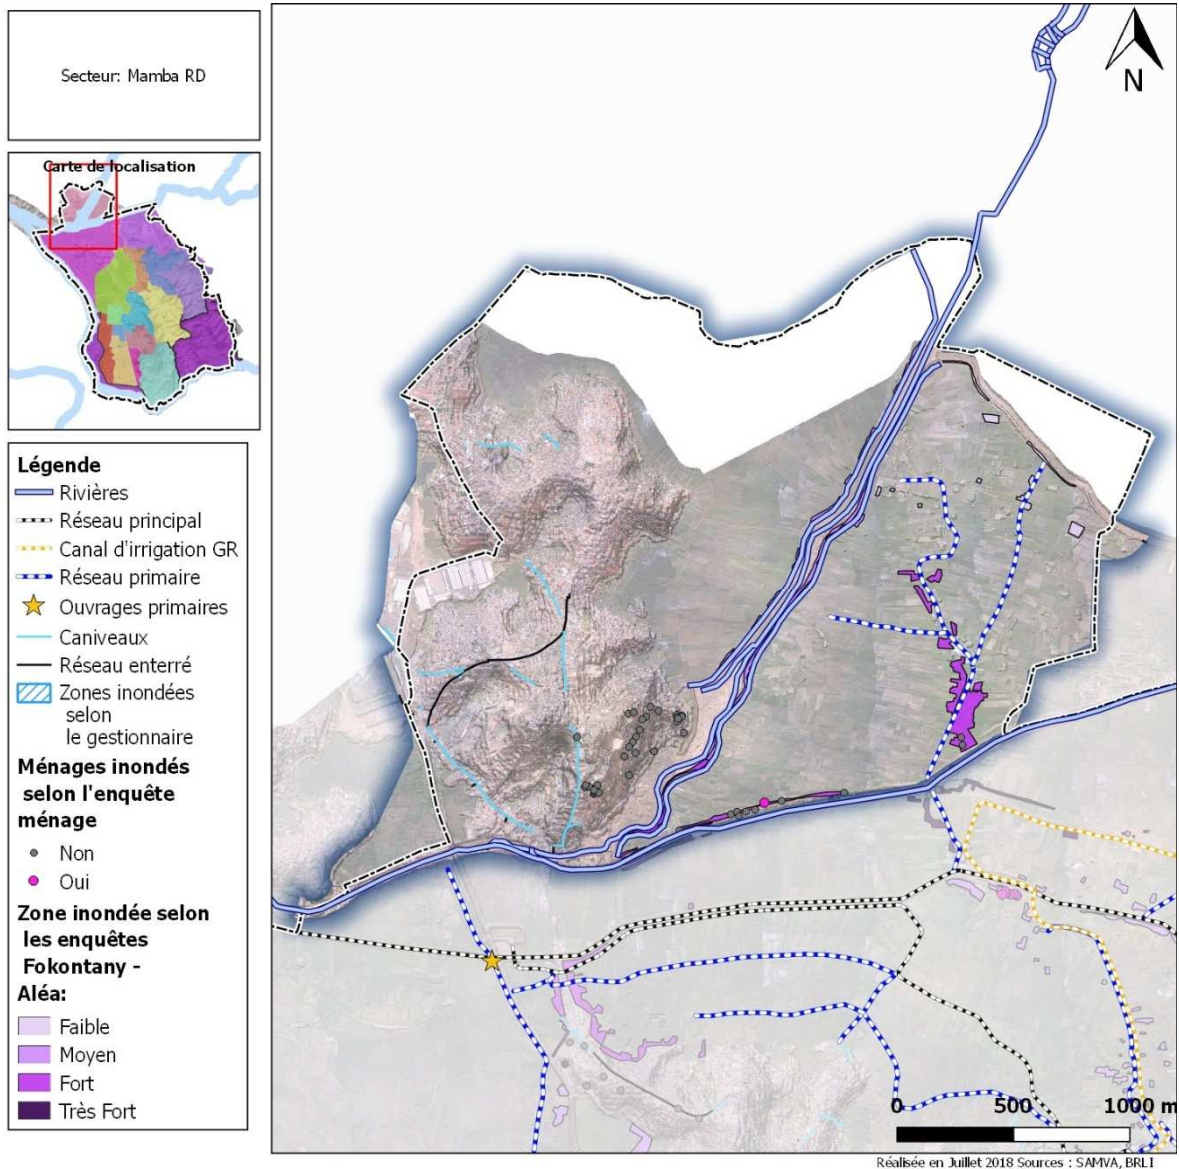 Secteur: Mamba RD
Carte de localisation
Légende
Rivières
Réseau principal
Canal d'irrigation GR
Réseau primaire
Ouvrages primaires
Caniveaux
Réseau enterré
Zones inondées
selon
le gestionnaire
Ménages inondés
selon l'enquête
ménage
Non
Oui
Zone inondée selon
les enquêtes
Fokontany -
Aléa:
Faible
Moyen
Fort
Très Fort
N
0 500 1000 m
Réalisée en Juillet 2018 Sources : SAMVA, BRLI